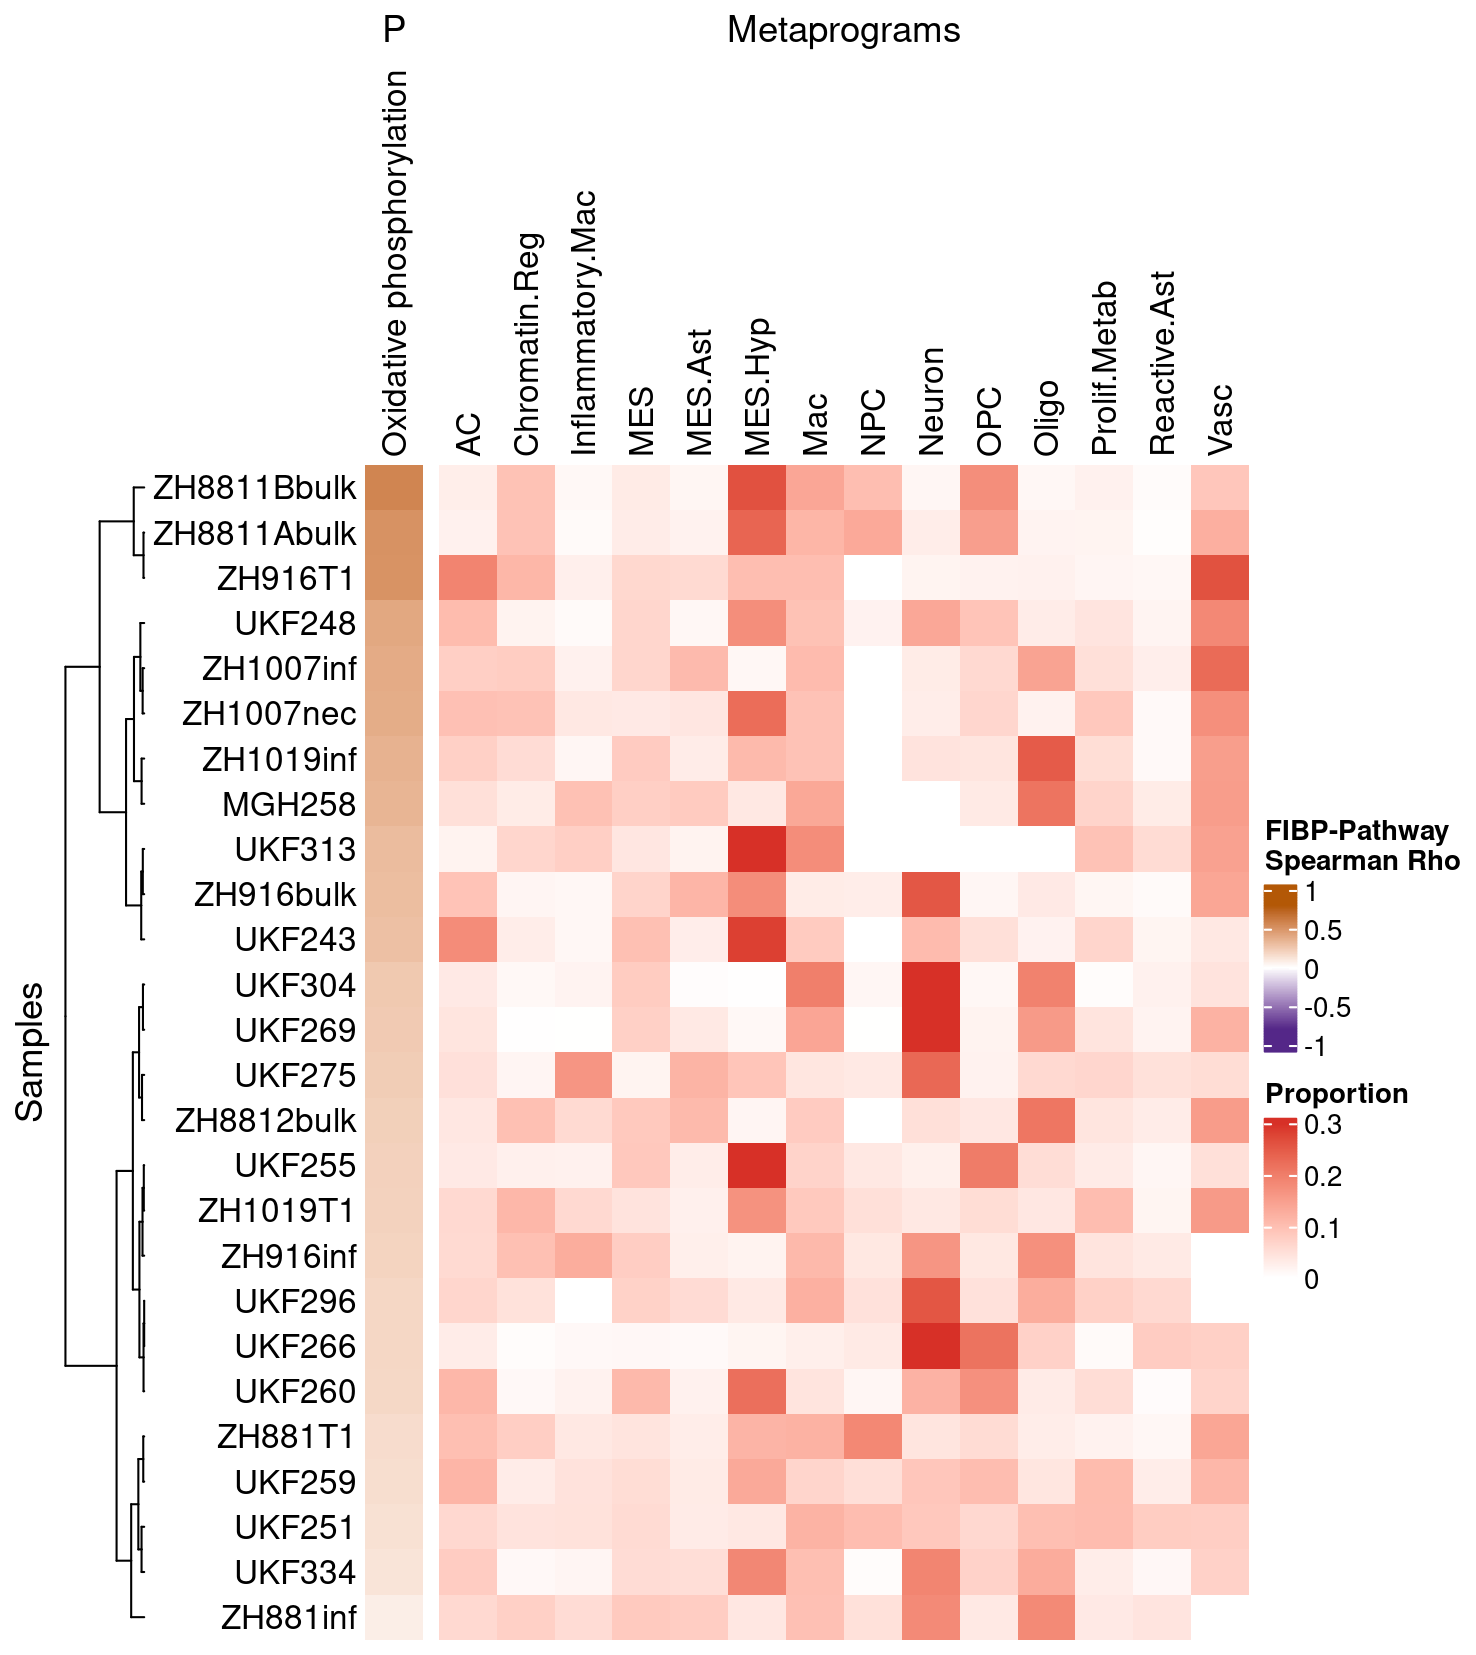 P
Metaprograms
Oxidative phosphorylation
AC
Chromatin.Reg
Inflammatory.Mac
MES
MES.Ast
MES.Hyp
Mac
NPC
Neuron
OPC
Oligo
Prolif.Metab
Reactive.Ast
Vasc
Samples
ZH8811Bbulk
ZH8811Abulk
ZH916T1
UKF248
ZH1007inf
ZH1007nec
ZH1019inf
MGH258
UKF313
ZH916bulk
UKF243
UKF304
UKF269
UKF275
ZH8812bulk
UKF255
ZH1019T1
ZH916inf
UKF296
UKF266
UKF260
ZH881T1
UKF259
UKF251
UKF334
ZH881inf
FIBP-Pathway
Spearman Rho
1
0.5
0
-0.5
-1
Proportion
0.3
0.2
0.1
0